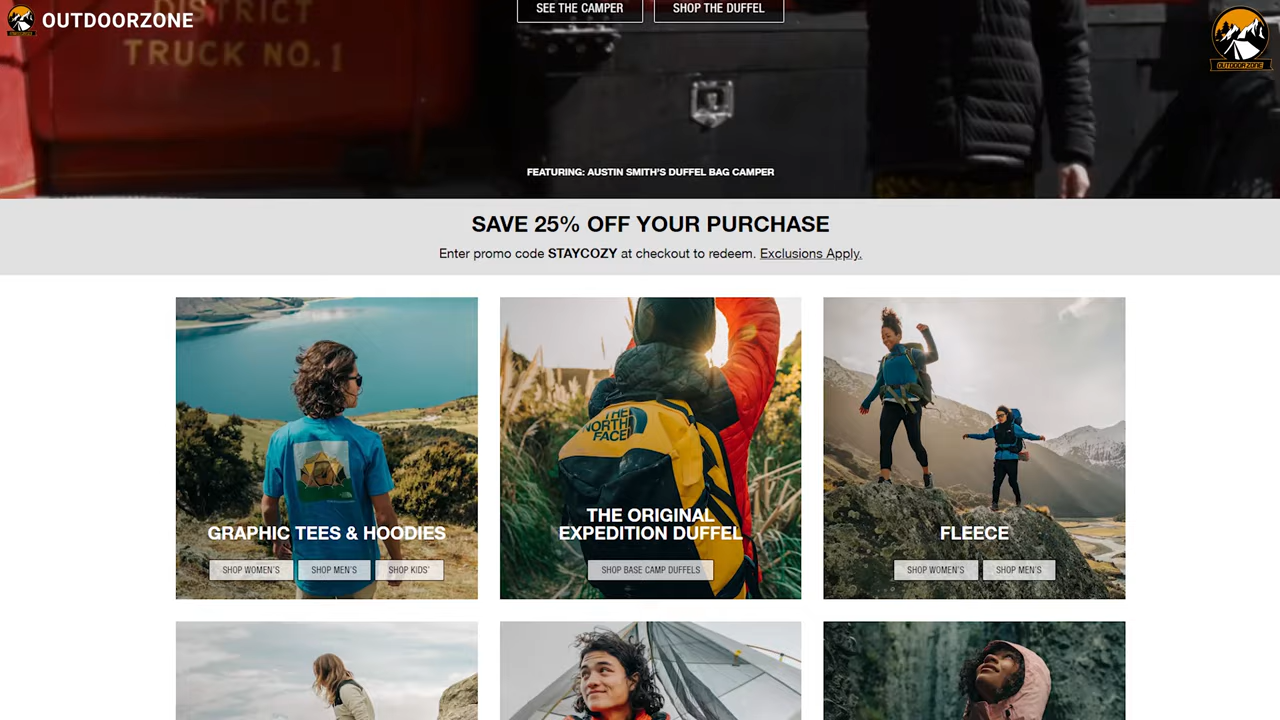 OUTDOORZONE
SEE THE CAMPER
SHOP THE DUFFEL
DISTRICT
TRUCK NO. 1
OUTDOORZONE
FEATURING: AUSTIN SMITH'S DUFFEL BAG CAMPER
SAVE 25% OFF YOUR PURCHASE
Enter promo code STAYCOZY at checkout to redeem. Exclusions Apply.
THE
NORTH
FACE
GRAPHIC TEES & HOODIES
SHOP WOMEN'S
SHOP MEN'S
SHOP KIDS'
THE ORIGINAL
EXPEDITION DUFFEL
SHOP BASE CAMP DUFFELS
FLEECE
SHOP WOMEN'S
SHOP MEN'S